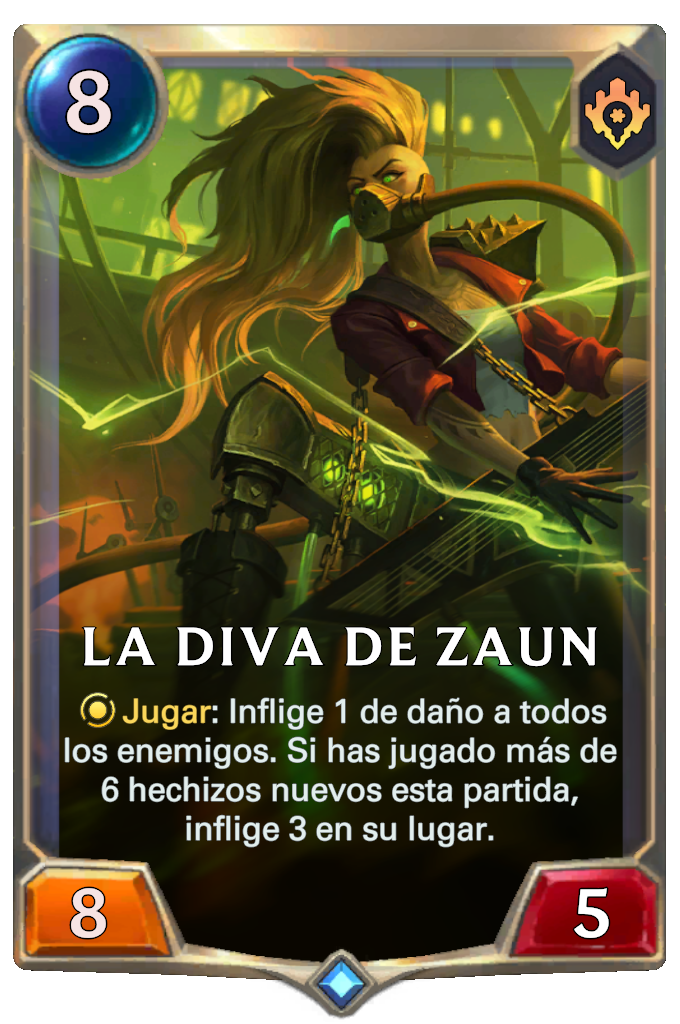 8
LA DIVA DE ZAUN
Jugar: Inflige 1 de daño a todos
los enemigos. Si has jugado más de
6 hechizos nuevos esta partida,
inflige 3 en su lugar.
8
5